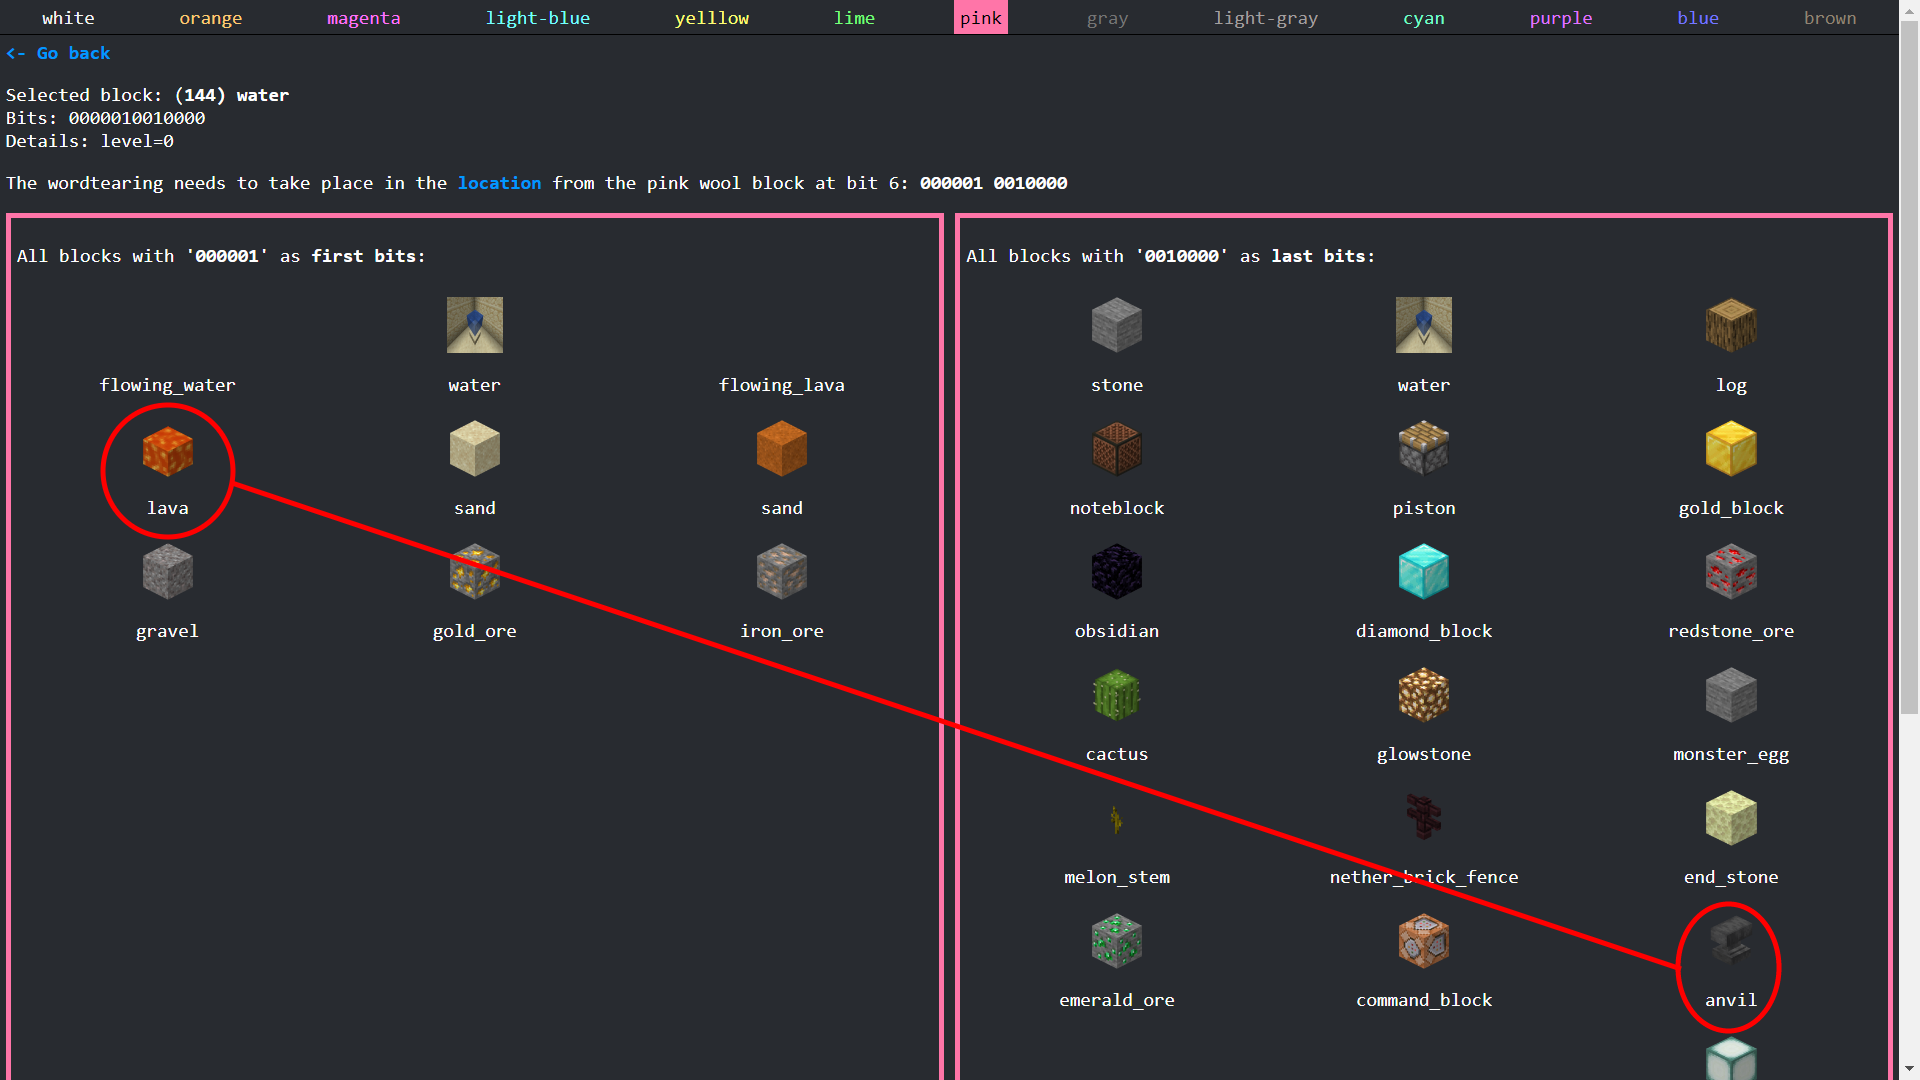 white orange magenta light-blue yelllow lime pink gray light-gray cyan purple blue brown
<- Go back
Selected block: (144) water
Bits: 0000010010000
Details: level=0
The wordtearing needs to take place in the location from the pink wool block at bit 6: 000001 0010000
All blocks with '000001' as first bits:
flowing_water water flowing_lava
lava sand sand
gravel gold_ore iron_ore
All blocks with '0010000' as last bits:
stone water log
noteblock piston gold_block
obsidian diamond_block redstone_ore
cactus glowstone monster_egg
melon_stem nether_brick_fence end_stone
emerald_ore command_block anvil